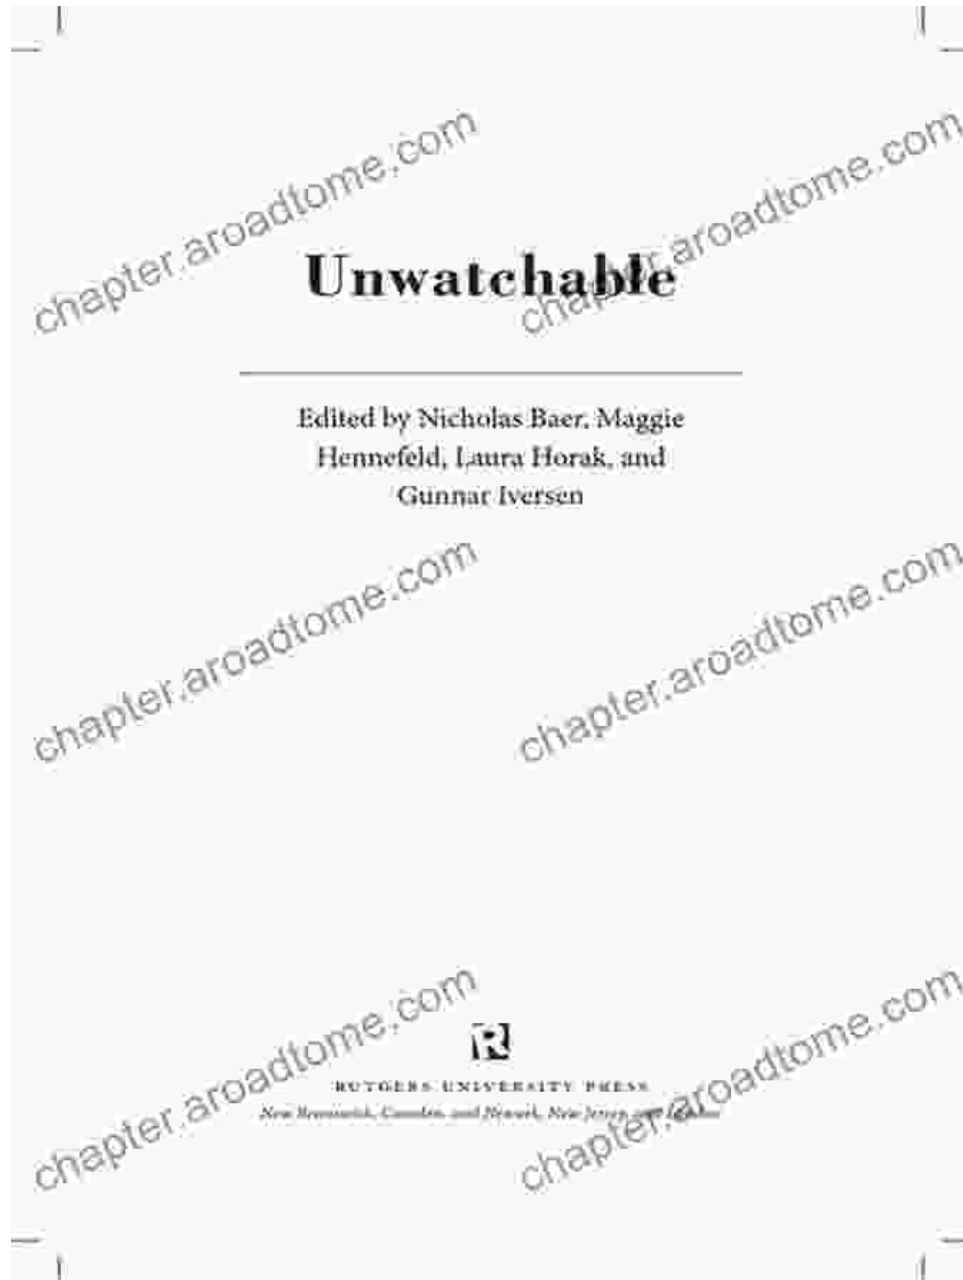 chapter.aroadtome.com
chapter.aroadtome.com
Unwatchable
Edited by Nicholas Baer, Maggie
Hennefeld, Laura Horak, and
Gunnar Iversen
chapter.aroadtome.com
chapter.aroadtome.com
chapter.aroadtome.com
chapter.aroadtome.com
R
RUTGERS UNIVERSITY PRESS
New Brunswick, Camden, and Newark, New Jersey, and London